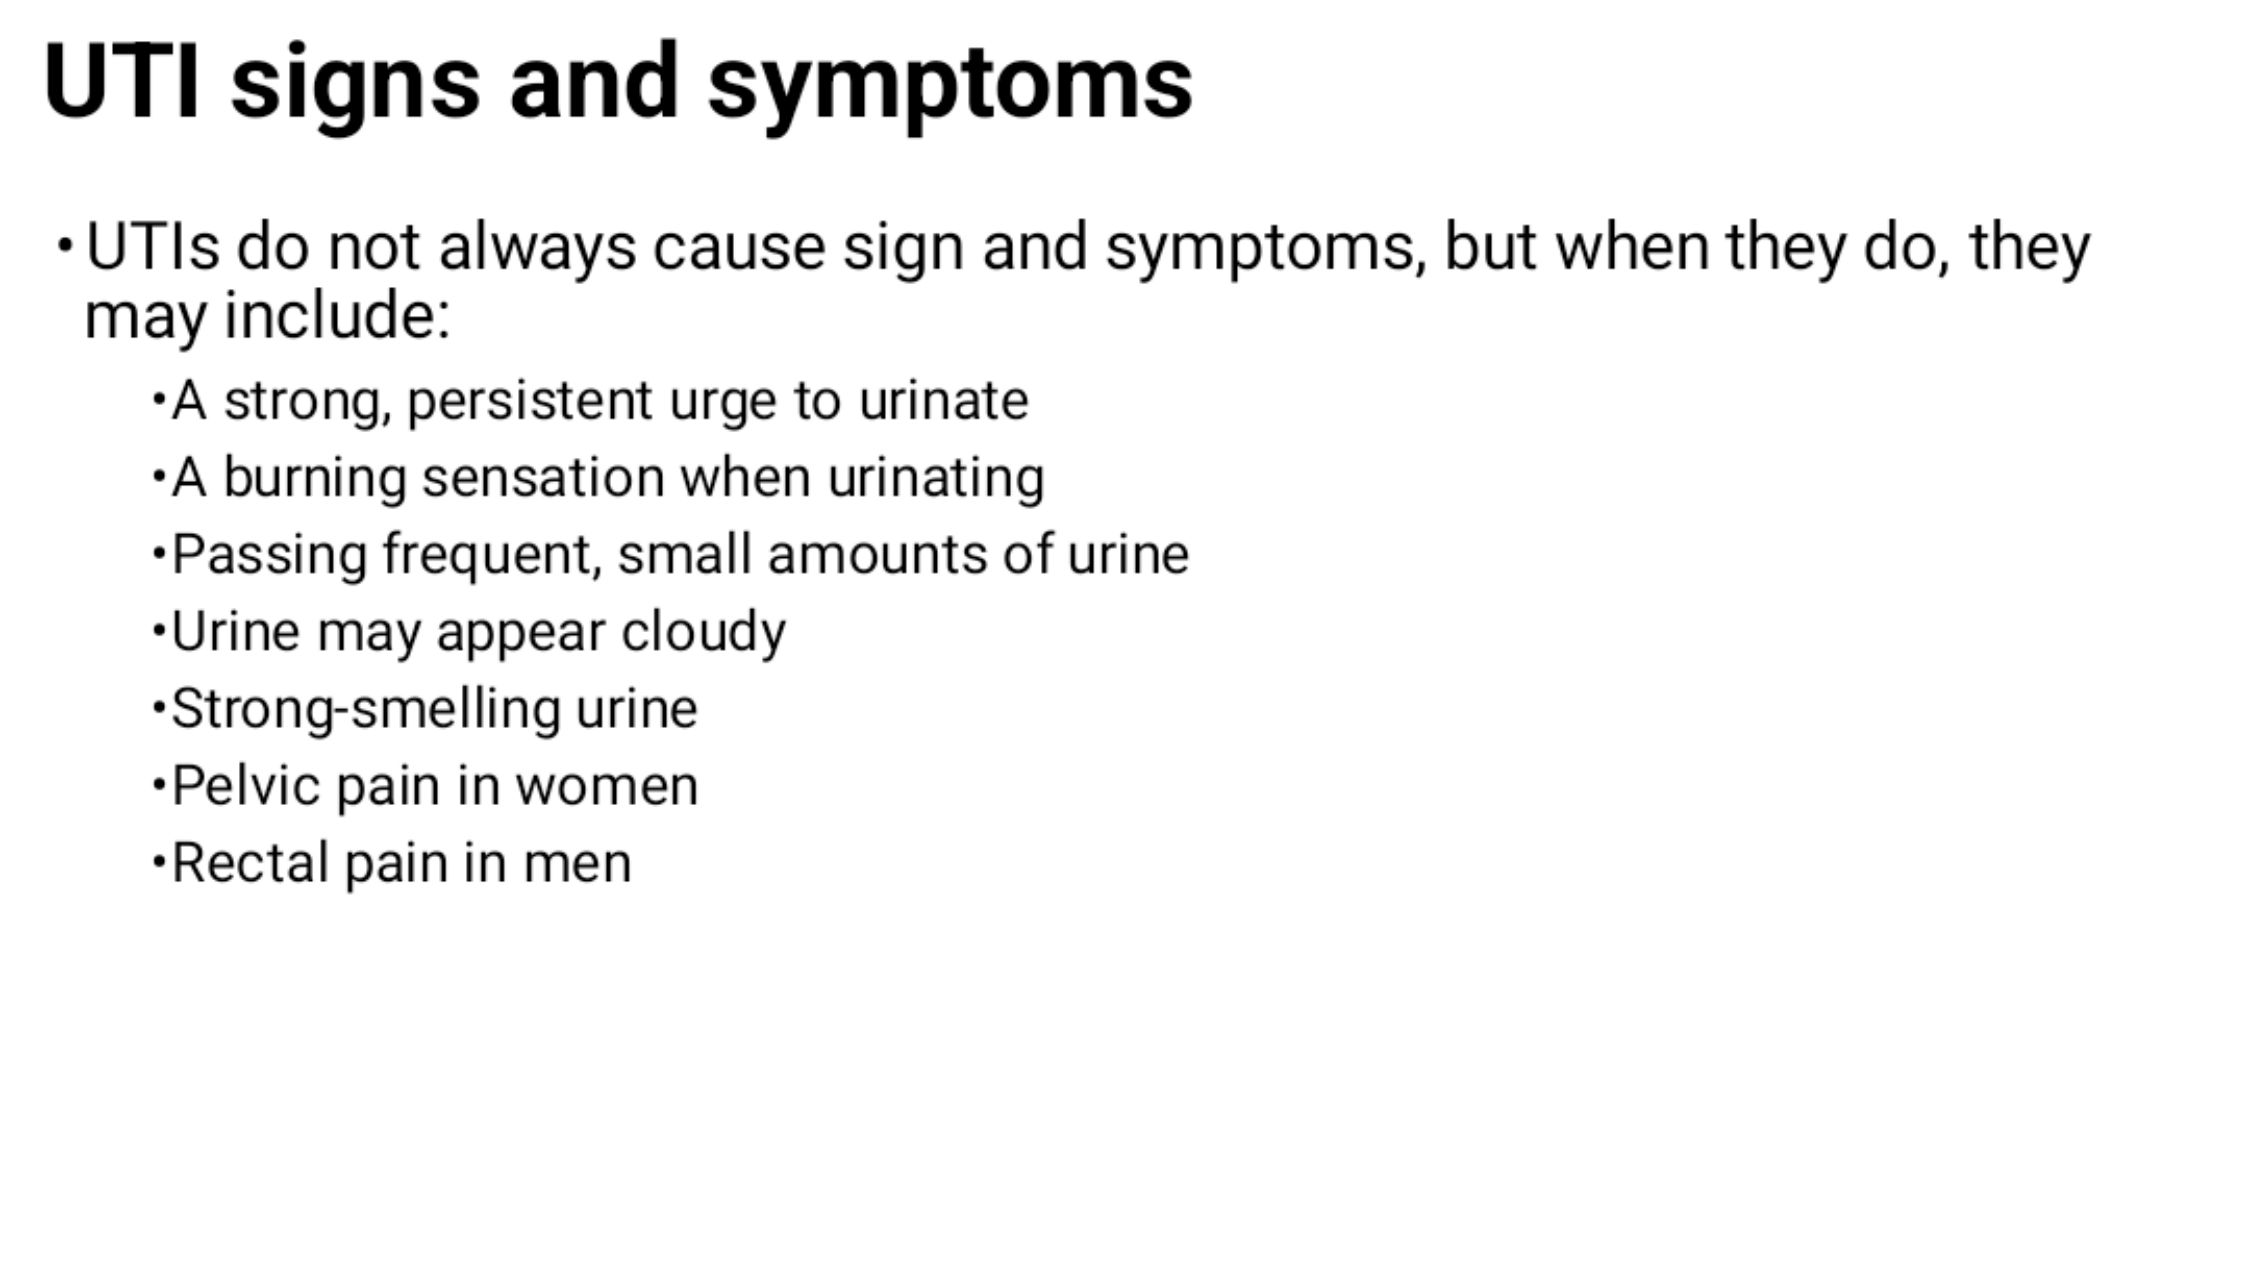 UTI signs and symptoms
•UTIs do not always cause sign and symptoms, but when they do, they
may include:
•A strong, persistent urge to urinate
•A burning sensation when urinating
•Passing frequent, small amounts of urine
•Urine may appear cloudy
•Strong-smelling urine
•Pelvic pain in women
•Rectal pain in men